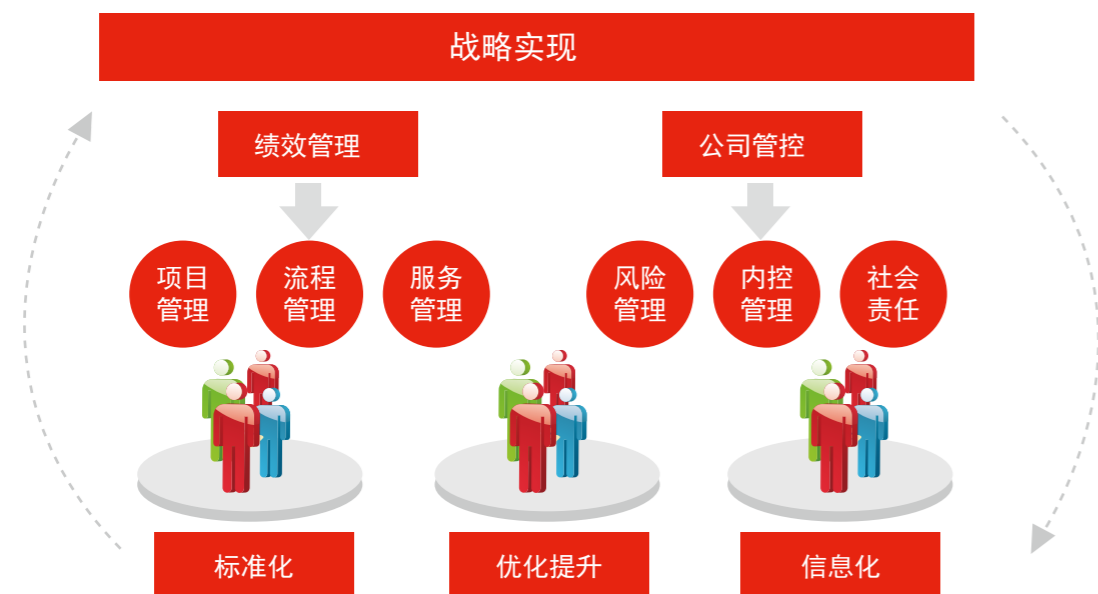 战略实现
绩效管理
公司管控
项目
管理
流程
管理
服务
管理
风险
管理
内控
管理
社会
责任
标准化
优化提升
信息化